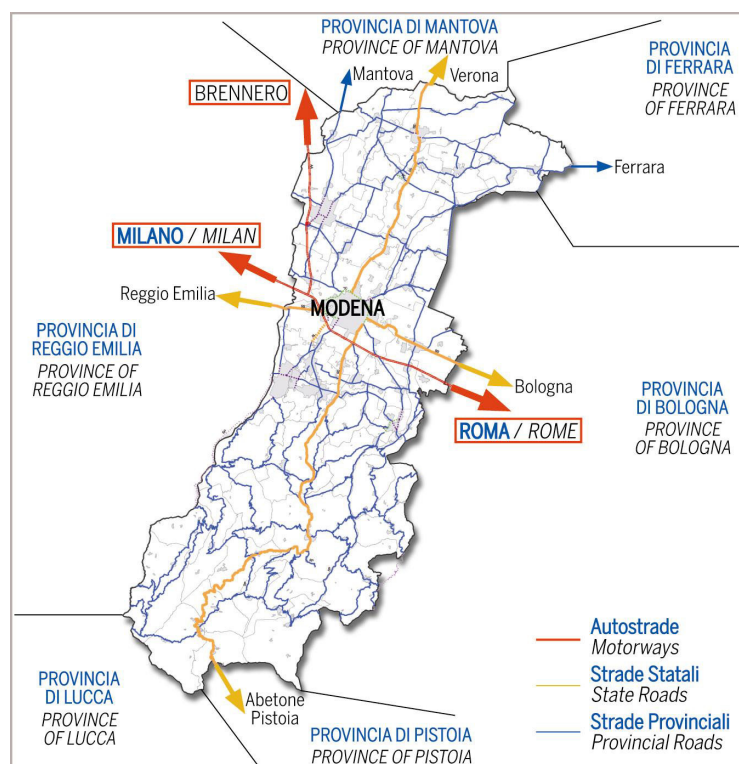 PROVINCIA DI MANTOVA
PROVINCE OF MANTOVA
PROVINCIA
DI FERRARA
PROVINCE
OF FERRARA
Mantova
Verona
BRENNERO
Ferrara
MILANO / MILAN
Reggio Emilia
MODENA
PROVINCIA DI
REGGIO EMILIA
PROVINCE OF
REGGIO EMILIA
Bologna
PROVINCIA
DI BOLOGNA
PROVINCE
OF BOLOGNA
ROMA / ROME
Autostrade
Motorways
Strade Statali
State Roads
Strade Provinciali
Provincial Roads
PROVINCIA
DI LUCCA
PROVINCE
OF LUCCA
Abetone
Pistoia
PROVINCIA DI PISTOIA
PROVINCE OF PISTOIA